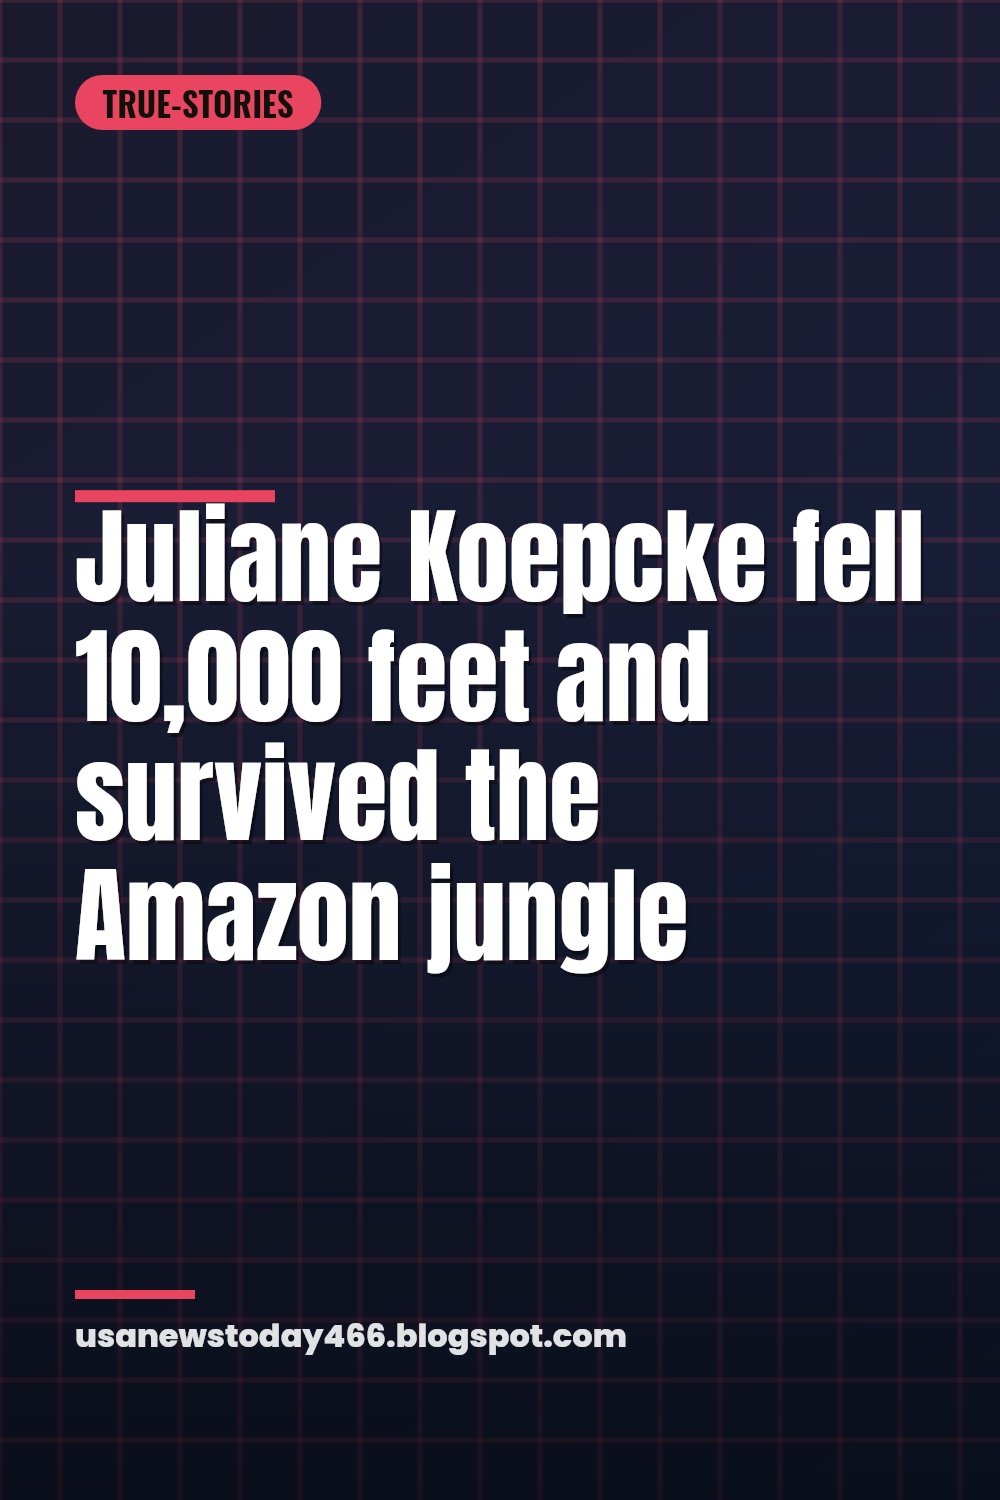 TRUE-STORIES
Juliane Koepcke fell
10,000 feet and
survived the
Amazon jungle
usanewstoday466.blogspot.com